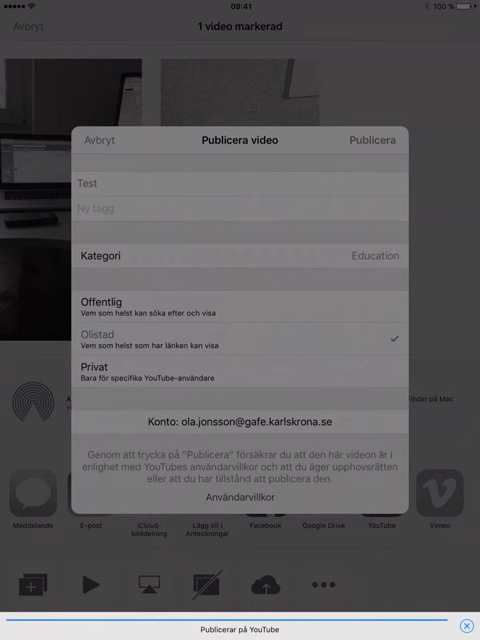 09:41
100 %
Avbryt
1 video markerad
Avbryt
Publicera video
Publicera
Test
Ny tagg
Kategori
Education
Offentlig
Vem som helst kan söka efter och visa
Olistad
Vem som helst som har länken kan visa
Privat
Bara för specifika YouTube-användare
Finder på Mac
Konto: ola.jonsson@gafe.karlskrona.se
Genom att trycka på "Publicera" försäkrar du att den här videon är i
enlighet med YouTubes användarvillkor och att du äger upphovsrätten
eller att du har tillstånd att publicera den.
Användarvillkor
Meddelande
E-post
iCloud-
bilddelning
Lägg till i
Anteckningar
Facebook
Google Drive
YouTube
Vimeo
Publicerar på YouTube